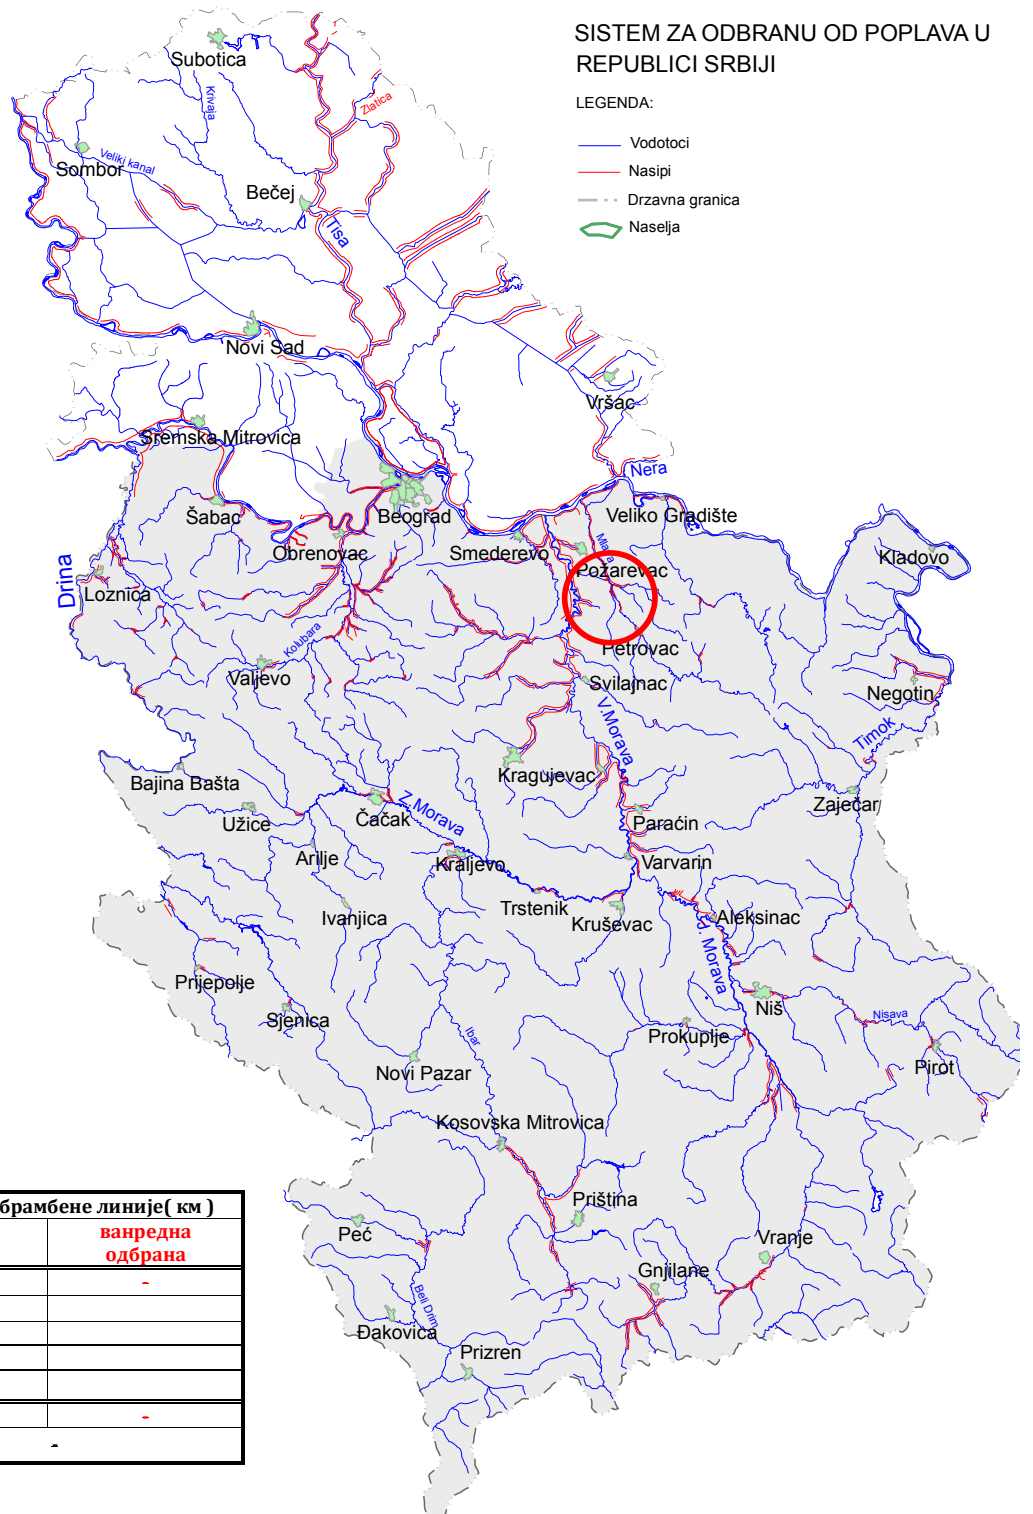 SISTEM ZA ODBRANU OD POPLAVA U
REPUBLICI SRBIJI
LEGENDA:
Vodotoci
Nasipi
Drzavna granica
Naselja
Subotica
Krivaja
Zlatica
Sombor
Veliki kanal
Bečej
Tisa
Novi Sad
Vršac
Sremska Mitrovica
Nera
Šabac
Beograd
Veliko Gradište
Obrenovac
Smederevo
Kladovo
Drina
Loznica
Požarevac
Kolubara
Petrovac
Valjevo
Svilajnac
Negotin
V.Morava
Timok
Kragujevac
Bajina Bašta
Zaječar
Užice
Čačak
Z.Morava
Paraćin
Arilje
Kraljevo
Varvarin
Ivanjica
Trstenik
Kruševac
Aleksinac
J. Morava
Prijepolje
Sjenica
Niš
Nisava
Ibar
Prokuplje
Pirot
Novi Pazar
Kosovska Mitrovica
Priština
Peć
Vranje
Gnjilane
Beli Drim
Đakovica
Prizren
брамбене линије( км )
ванредна
одбрана
-
-
-